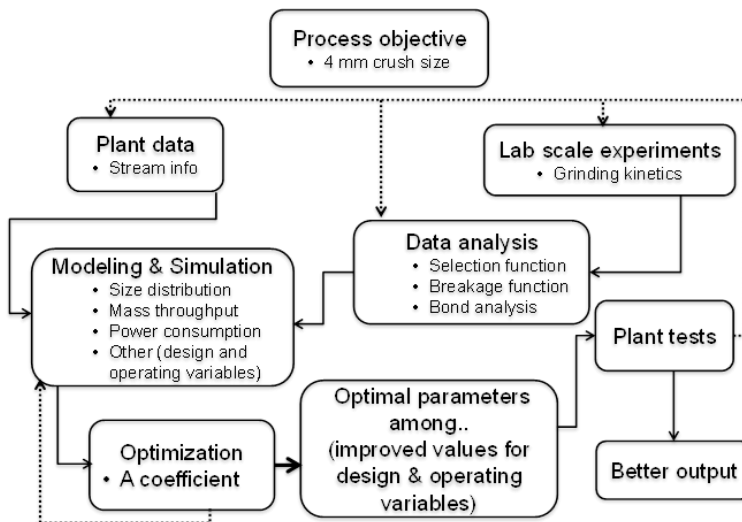 Process objective
• 4 mm crush size
Plant data
• Stream info
Lab scale experiments
• Grinding kinetics
Data analysis
• Selection function
• Breakage function
• Bond analysis
Modeling & Simulation
• Size distribution
• Mass throughput
• Power consumption
• Other (design and
operating variables)
Plant tests
Optimal parameters
among..
(improved values for
design & operating
variables)
Optimization
• A coefficient
Better output